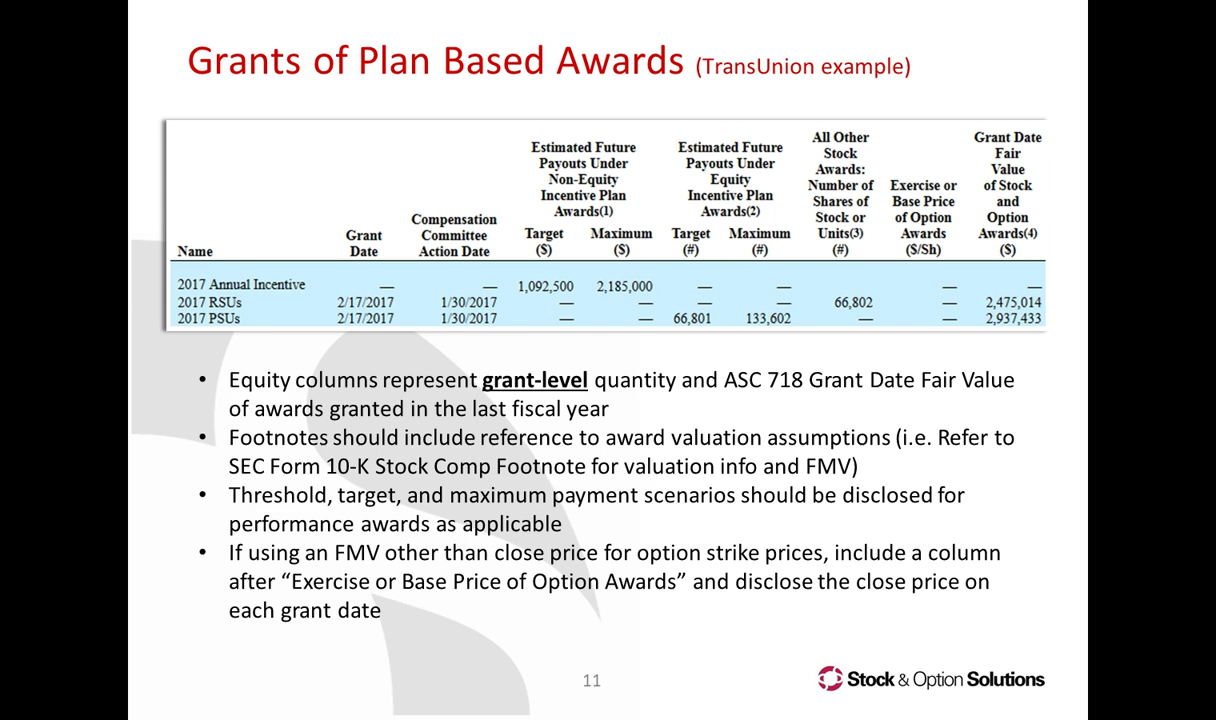 Grants of Plan Based Awards (TransUnion example)
Name
Grant
Date
Compensation
Committee
Action Date
Estimated Future
Payouts Under
Non-Equity
Incentive Plan
Awards(1)
Target
($)
Maximum
($)
Estimated Future
Payouts Under
Equity
Incentive Plan
Awards(2)
Target
(#)
Maximum
(#)
All Other
Stock
Awards:
Number of
Shares of
Stock or
Units(3)
(#)
Exercise or
Base Price
of Option
Awards
($/Sh)
Grant Date
Fair
Value
of Stock
and
Option
Awards(4)
($)
2017 Annual Incentive — — 1,092,500 2,185,000 — — — —
2017 RSUs 2/17/2017 1/30/2017 — — — — 66,802 — 2,475,014
2017 PSUs 2/17/2017 1/30/2017 — — 66,801 133,602 — — 2,937,433
• Equity columns represent grant-level quantity and ASC 718 Grant Date Fair Value
of awards granted in the last fiscal year
• Footnotes should include reference to award valuation assumptions (i.e. Refer to
SEC Form 10-K Stock Comp Footnote for valuation info and FMV)
• Threshold, target, and maximum payment scenarios should be disclosed for
performance awards as applicable
• If using an FMV other than close price for option strike prices, include a column
after “Exercise or Base Price of Option Awards” and disclose the close price on
each grant date
11
Stock & Option Solutions